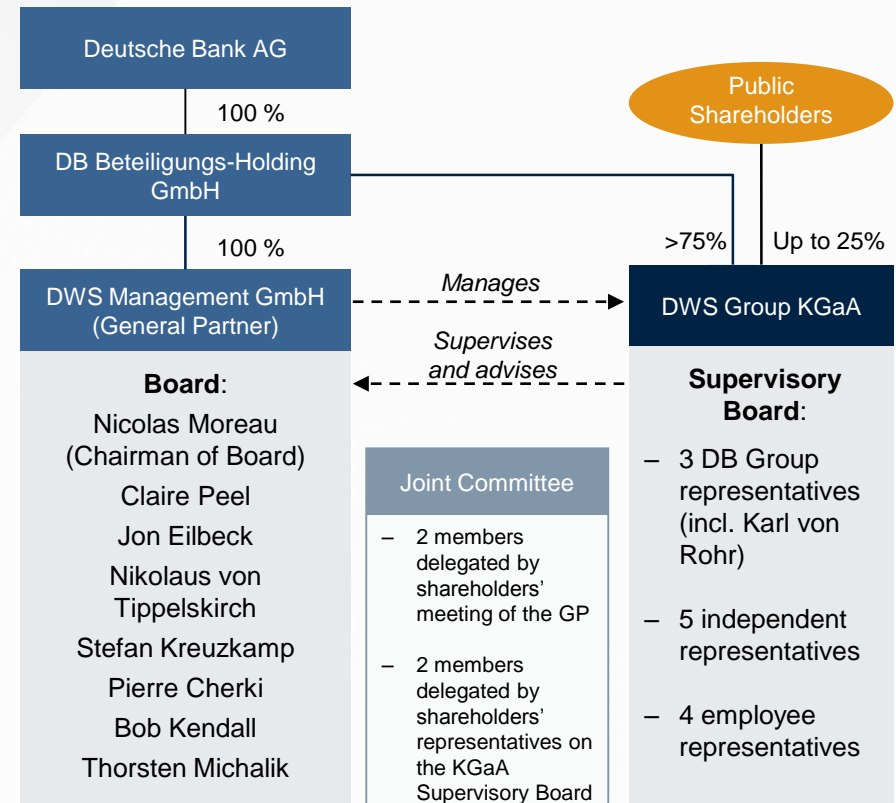 Deutsche Bank AG
100 %
DB Beteiligungs-Holding
GmbH
100 %
Public
Shareholders
>75%
Up to 25%
DWS Management GmbH
(General Partner)
Manages
Supervises
and advises
DWS Group KGaA
Board:
Nicolas Moreau
(Chairman of Board)
Claire Peel
Jon Eilbeck
Nikolaus von
Tippelskirch
Stefan Kreuzkamp
Pierre Cherki
Bob Kendall
Thorsten Michalik
Joint Committee
– 2 members
delegated by
shareholders’
meeting of the GP
– 2 members
delegated by
shareholders’
representatives on
the KGaA
Supervisory Board
Supervisory
Board:
– 3 DB Group
representatives
(incl. Karl von
Rohr)
– 5 independent
representatives
– 4 employee
representatives